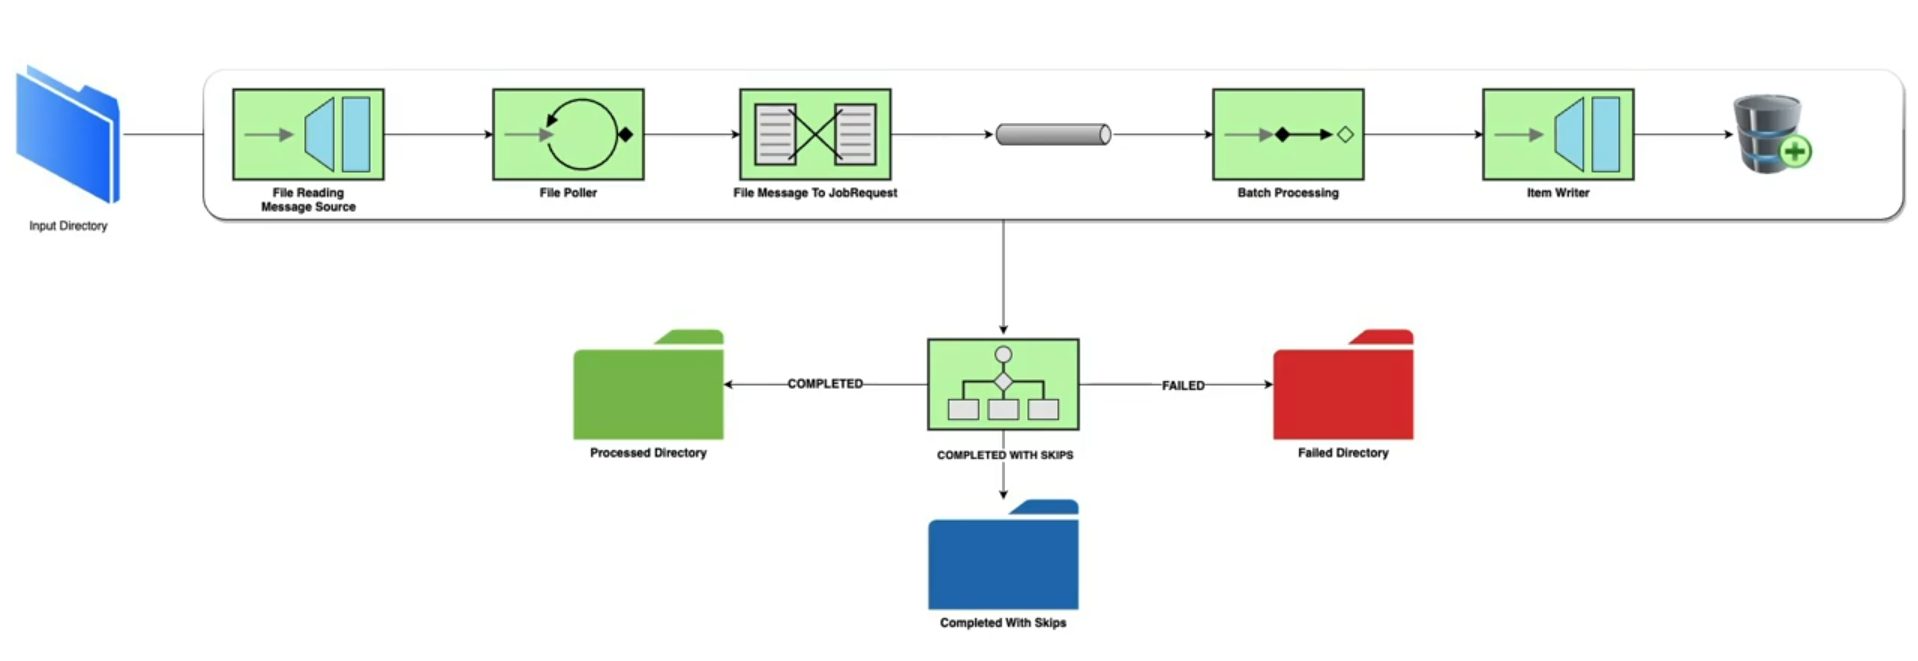 Input Directory
File Reading
Message Source
File Poller
File Message To JobRequest
Batch Processing
Item Writer
COMPLETED
FAILED
Processed Directory
COMPLETED WITH SKIPS
Failed Directory
Completed With Skips